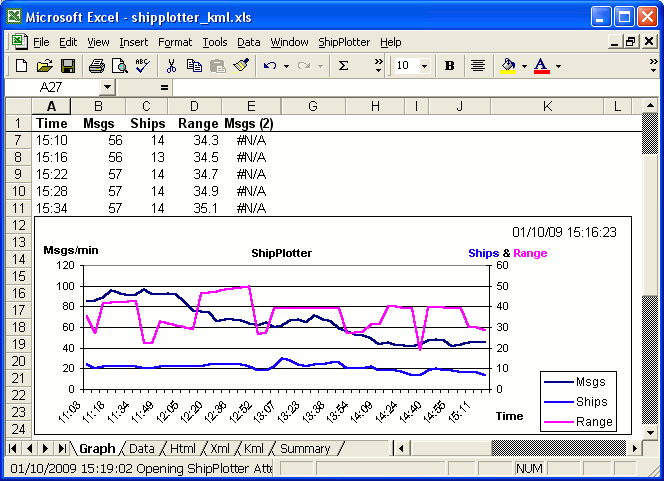 Microsoft Excel - shipplotter_kml.xls
File Edit View Insert Format Tools Data Window ShipPlotter Help
ABC Σ 10 B A
A27 =
A B C D E G H I J K L
1 Time Msgs Ships Range Msgs (2)
7 15:10 56 14 34.3 #N/A
8 15:16 56 13 34.5 #N/A
9 15:22 57 14 34.7 #N/A
10 15:28 57 14 34.9 #N/A
11 15:34 57 14 35.1 #N/A
12
13
14
15
16
17
18
19
20
21
22
23
24
01/10/09 15:16:23
Msgs/min ShipPlotter Ships & Range
120 60
100 50
80 40
60 30
40 20
20 10
0 0
11:03 11:18 11:34 11:49 12:05 12:20 12:36 12:52 13:07 13:23 13:38 13:54 14:09 14:24 14:40 14:55 15:11
Time
Msgs
Ships
Range
Graph Data Html Xml Kml Summary
01/10/2009 15:19:02 Opening ShipPlotter Att NUM